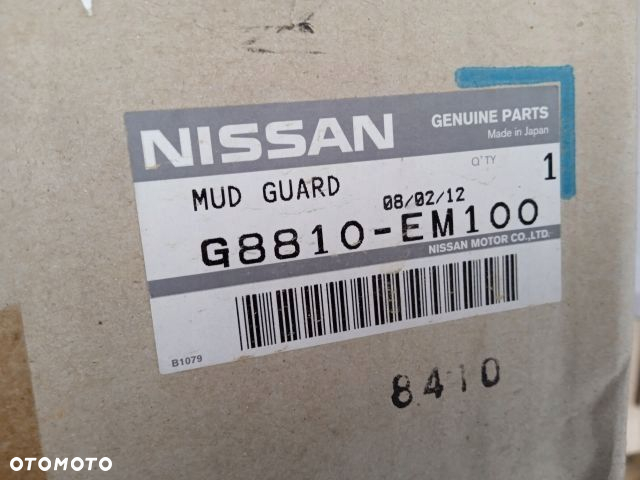 NISSAN
GENUINE PARTS
Made in Japan
MUD GUARD
Q'TY
1
08/02/12
G8810-EM100
NISSAN MOTOR CO.,LTD.
B1079
8410
OTOMOTO